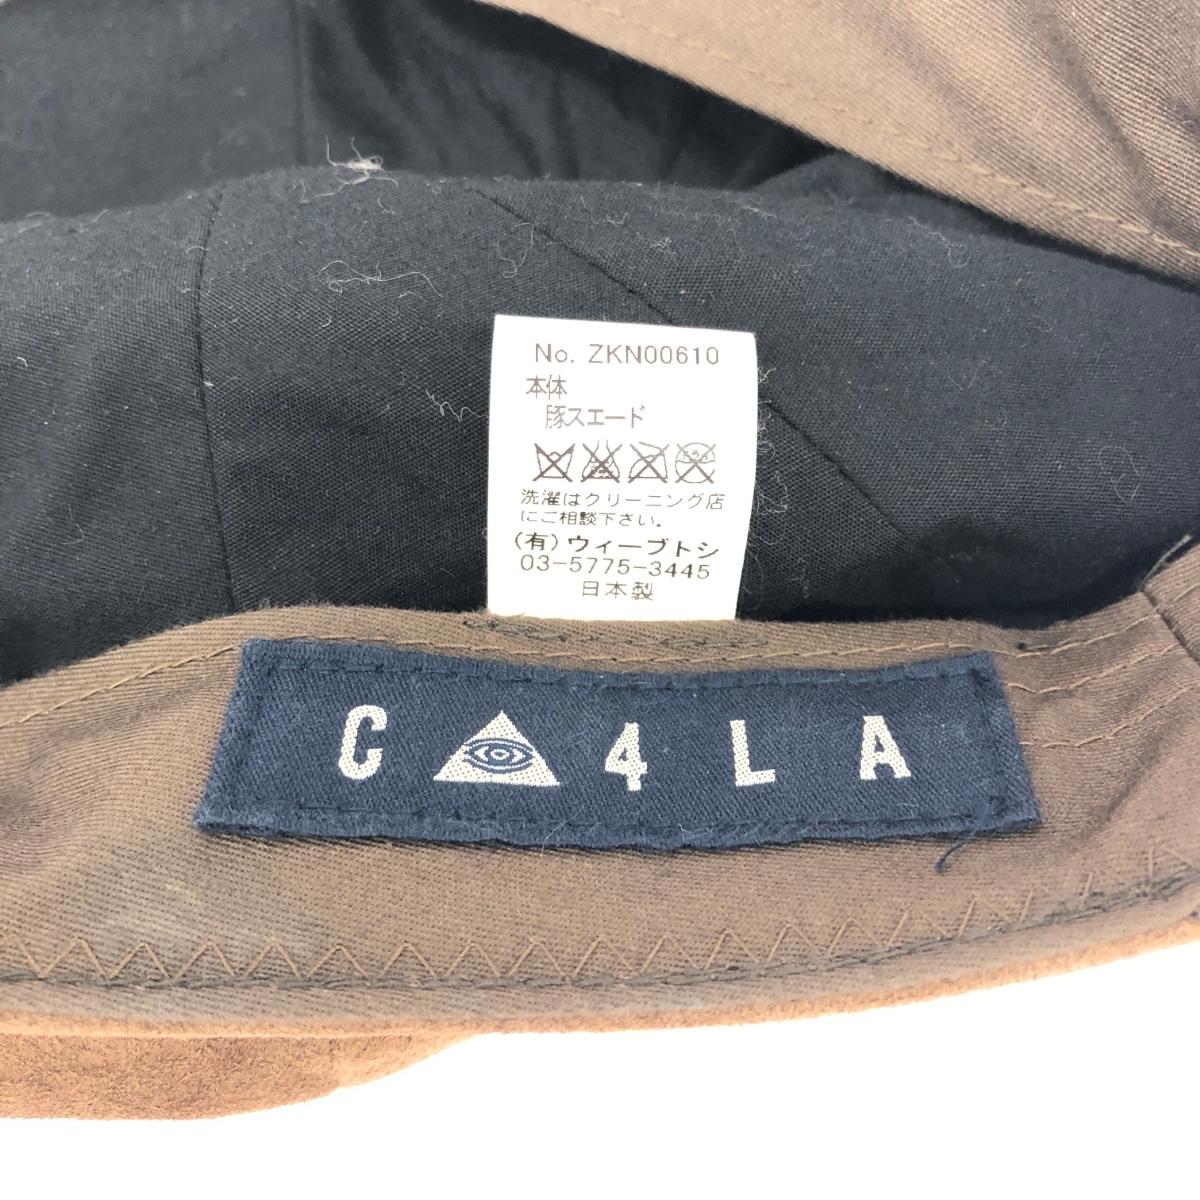 No. ZKN00610
本体
豚スエード
洗濯はクリーニング店
にご相談下さい。
(有)ウィーブトシ
03-5775-3445
日本製
C 4 L A